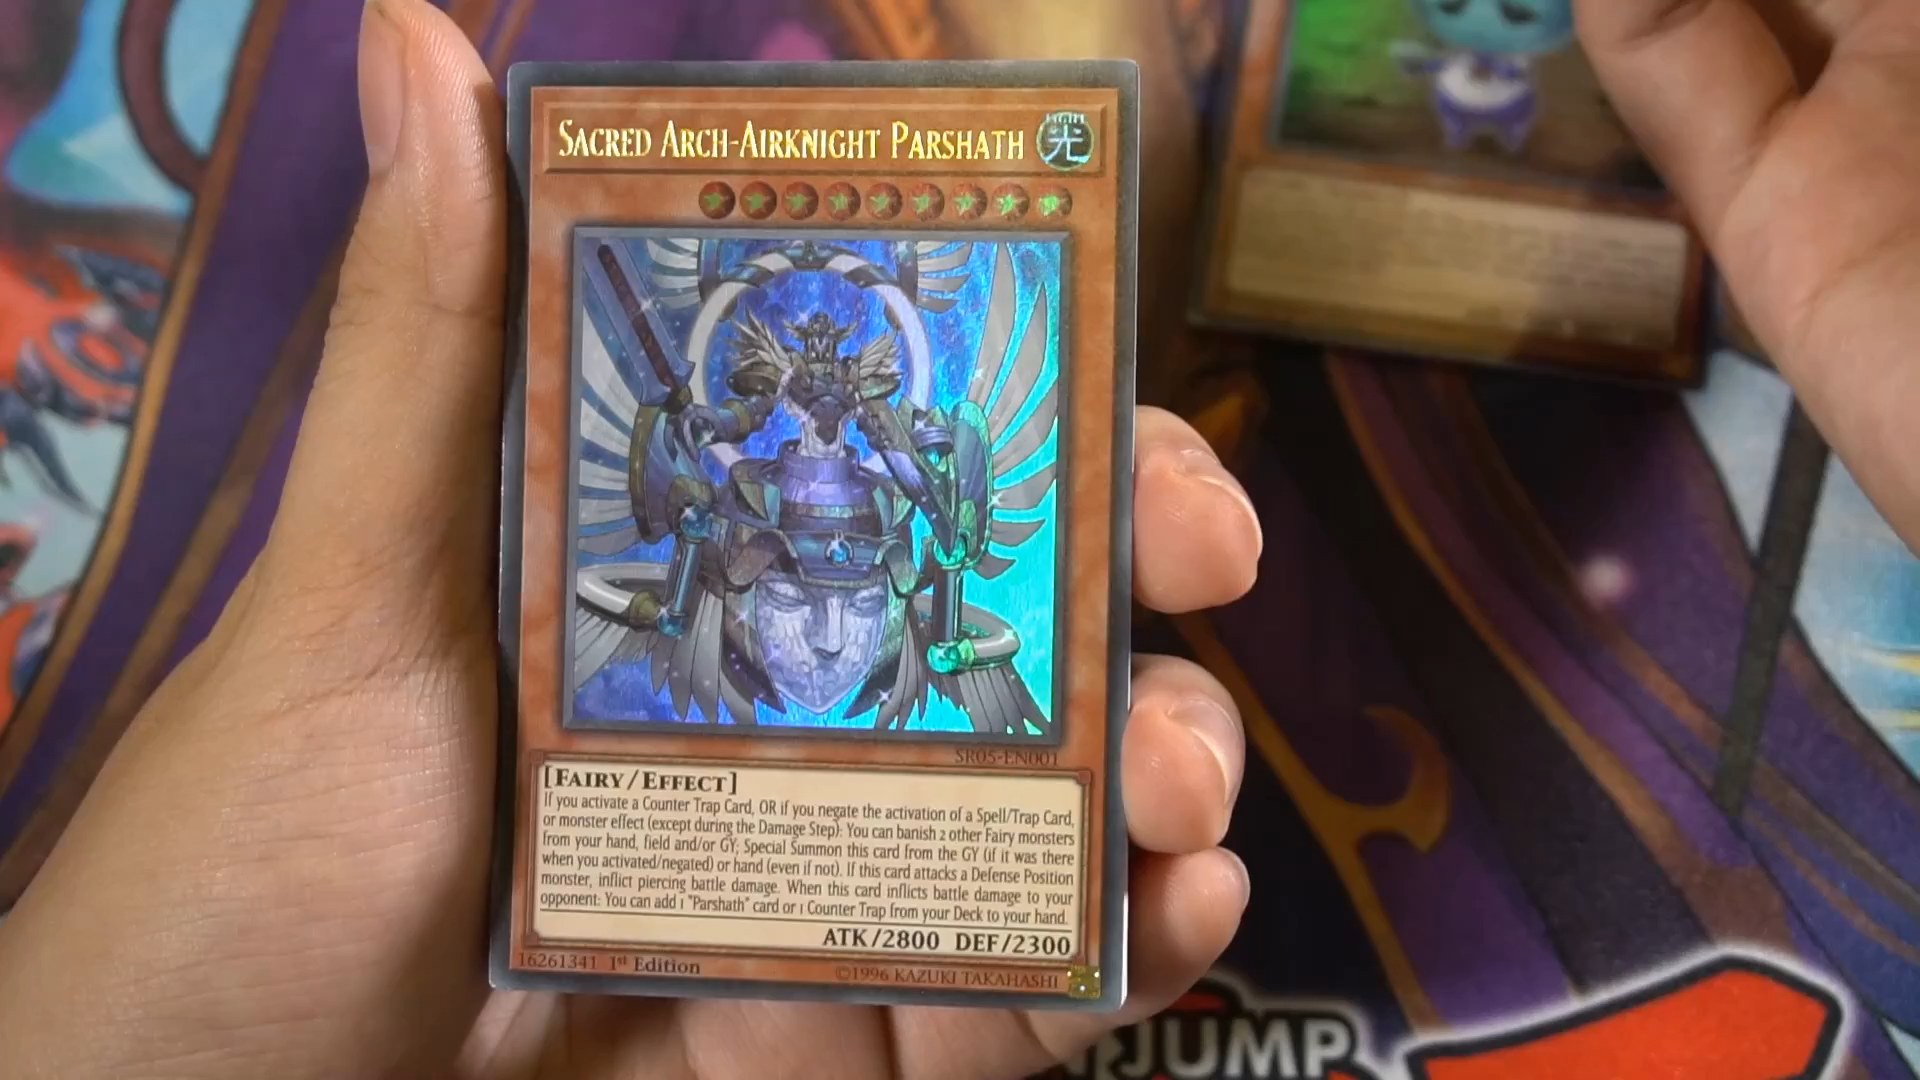 SACRED ARCH-AIRKNIGHT PARSHATH
LIGHT
光
SR05-EN001
[FAIRY/EFFECT]
If you activate a Counter Trap Card, OR if you negate the activation of a Spell/Trap Card,
or monster effect (except during the Damage Step): You can banish 2 other Fairy monsters
from your hand, field and/or GY; Special Summon this card from the GY (if it was there
when you activated/negated) or hand (even if not). If this card attacks a Defense Position
monster, inflict piercing battle damage. When this card inflicts battle damage to your
opponent: You can add 1 "Parshath" card or 1 Counter Trap from your Deck to your hand.
ATK/2800 DEF/2300
16261341 1st Edition
©1996 KAZUKI TAKAHASHI
JUMP